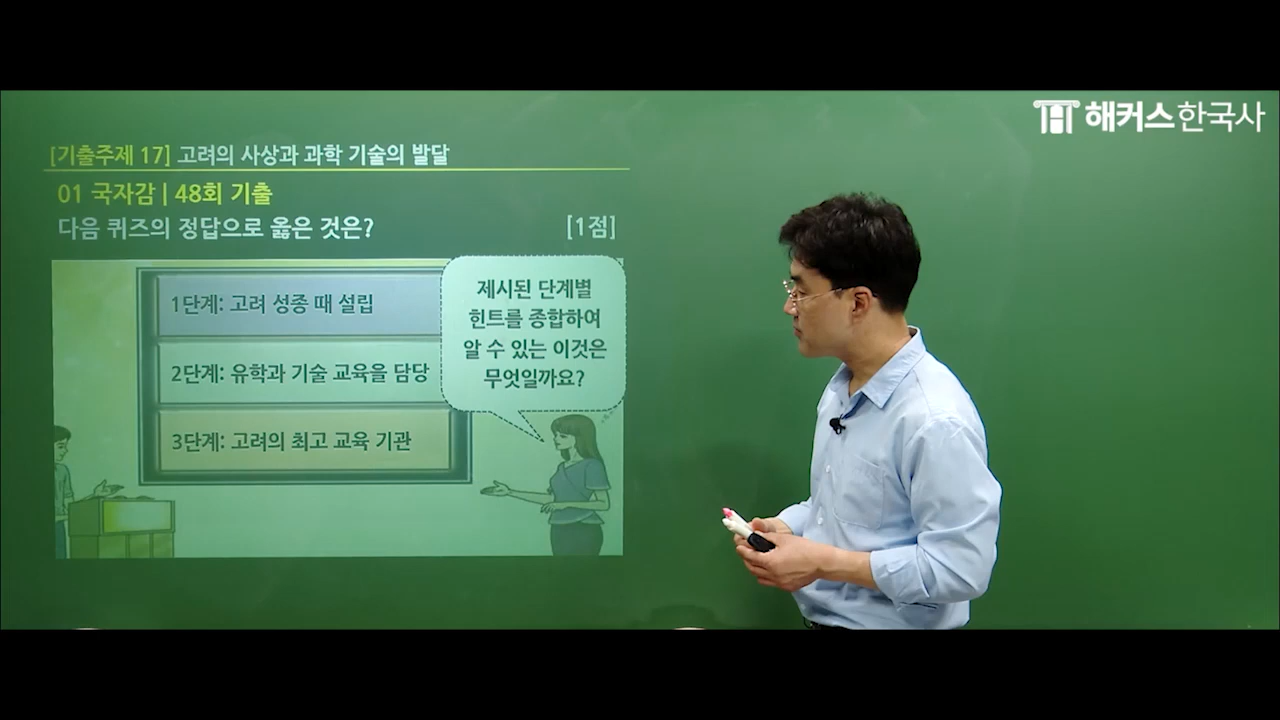 해커스한국사
[기출주제 17] 고려의 사상과 과학 기술의 발달
01 국자감 | 48회 기출
다음 퀴즈의 정답으로 옳은 것은? [1점]
1단계: 고려 성종 때 설립
2단계: 유학과 기술 교육을 담당
3단계: 고려의 최고 교육 기관
제시된 단계별
힌트를 종합하여
알 수 있는 이것은
무엇일까요?